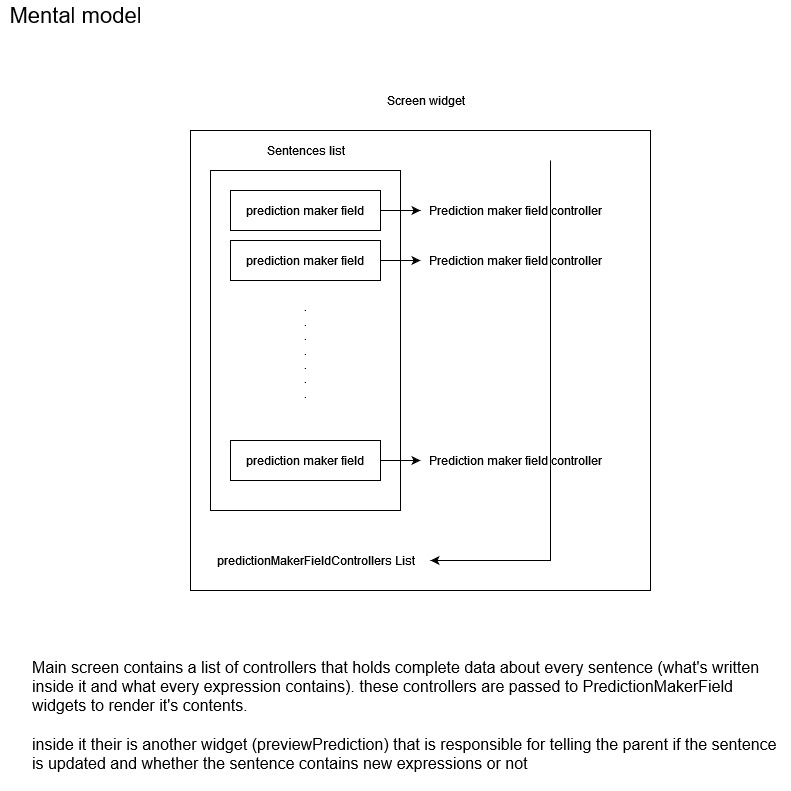 Mental model
Screen widget
Sentences list
prediction maker field
Prediction maker field controller
prediction maker field
Prediction maker field controller
prediction maker field
Prediction maker field controller
predictionMakerFieldControllers List
Main screen contains a list of controllers that holds complete data about every sentence (what's written
inside it and what every expression contains). these controllers are passed to PredictionMakerField
widgets to render it's contents.
inside it their is another widget (previewPrediction) that is responsible for telling the parent if the sentence
is updated and whether the sentence contains new expressions or not